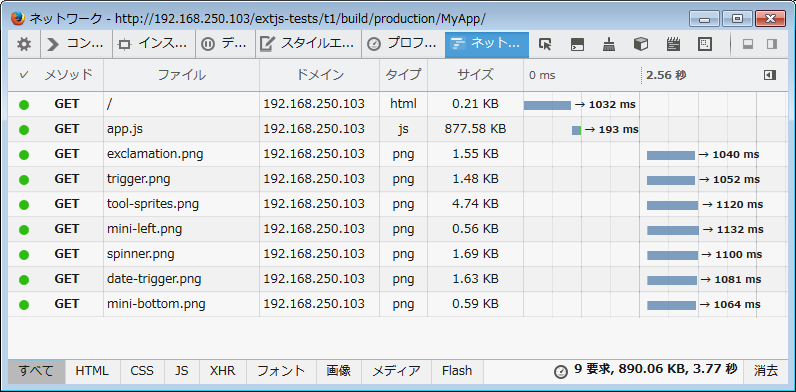 ネットワーク - http://192.168.250.103/extjs-tests/t1/build/production/MyApp/
コン... インス... デ... スタイルエ... プロフ... ネット...
✓ メソッド ファイル ドメイン タイプ サイズ 0 ms 2.56 秒
GET / 192.168.250.103 html 0.21 KB → 1032 ms
GET app.js 192.168.250.103 js 877.58 KB → 193 ms
GET exclamation.png 192.168.250.103 png 1.55 KB → 1040 ms
GET trigger.png 192.168.250.103 png 1.48 KB → 1052 ms
GET tool-sprites.png 192.168.250.103 png 4.74 KB → 1120 ms
GET mini-left.png 192.168.250.103 png 0.56 KB → 1132 ms
GET spinner.png 192.168.250.103 png 1.69 KB → 1100 ms
GET date-trigger.png 192.168.250.103 png 1.63 KB → 1081 ms
GET mini-bottom.png 192.168.250.103 png 0.59 KB → 1064 ms
すべて HTML CSS JS XHR フォント 画像 メディア Flash 9 要求, 890.06 KB, 3.77 秒 消去